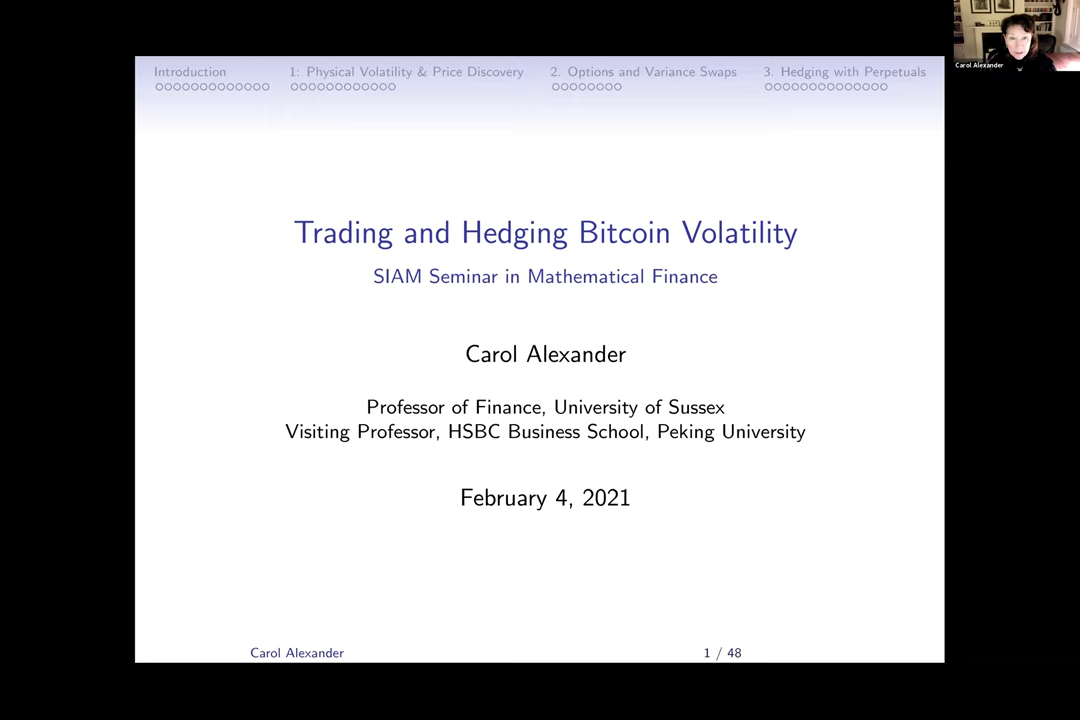 Introduction
1: Physical Volatility & Price Discovery
2. Options and Variance Swaps
3. Hedging with Perpetuals
Carol Alexander
Trading and Hedging Bitcoin Volatility
SIAM Seminar in Mathematical Finance
Carol Alexander
Professor of Finance, University of Sussex
Visiting Professor, HSBC Business School, Peking University
February 4, 2021
Carol Alexander
1 / 48